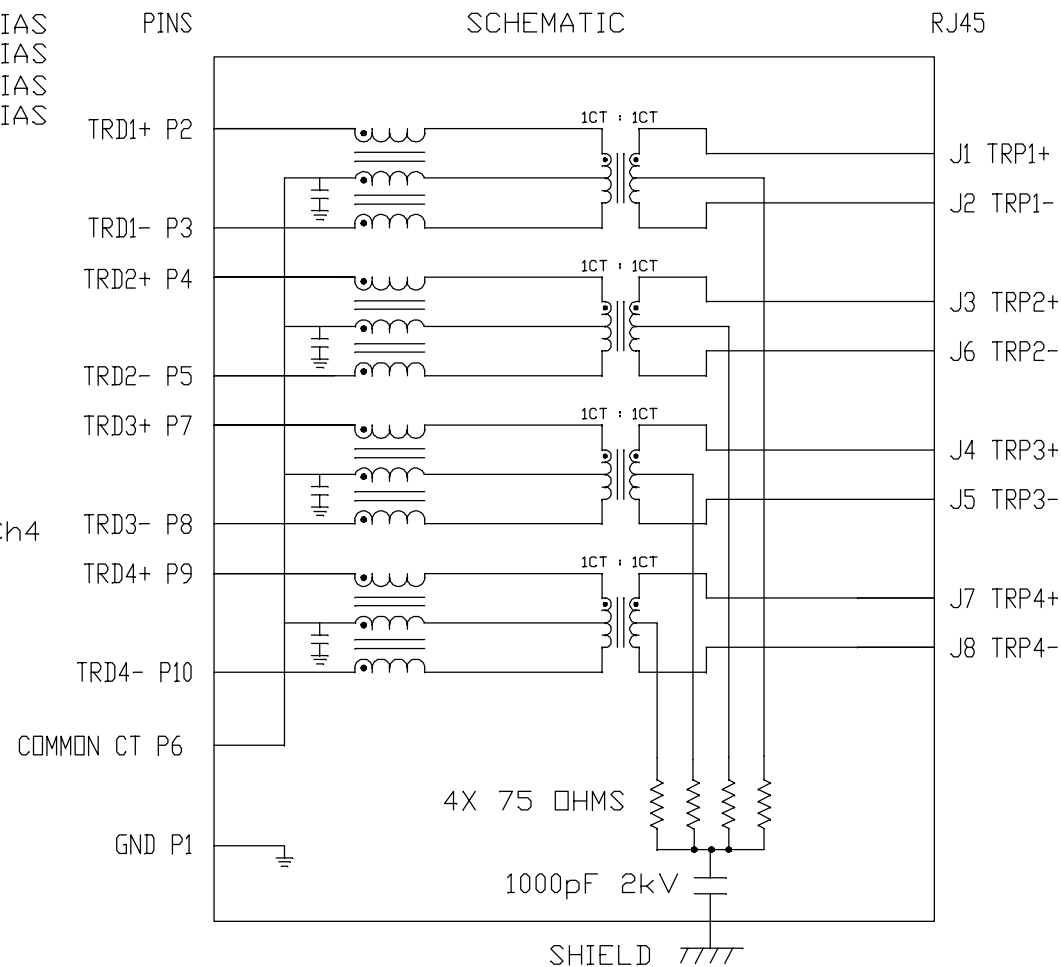 IAS
IAS
IAS
IAS
PINS SCHEMATIC RJ45
1CT : 1CT
TRD1+ P2
J1 TRP1+
J2 TRP1-
TRD1- P3
1CT : 1CT
TRD2+ P4
J3 TRP2+
J6 TRP2-
TRD2- P5
1CT : 1CT
TRD3+ P7
J4 TRP3+
J5 TRP3-
TRD3- P8
Ch4
1CT : 1CT
TRD4+ P9
J7 TRP4+
J8 TRP4-
TRD4- P10
COMMON CT P6
4X 75 OHMS
GND P1
1000pF 2kV
SHIELD